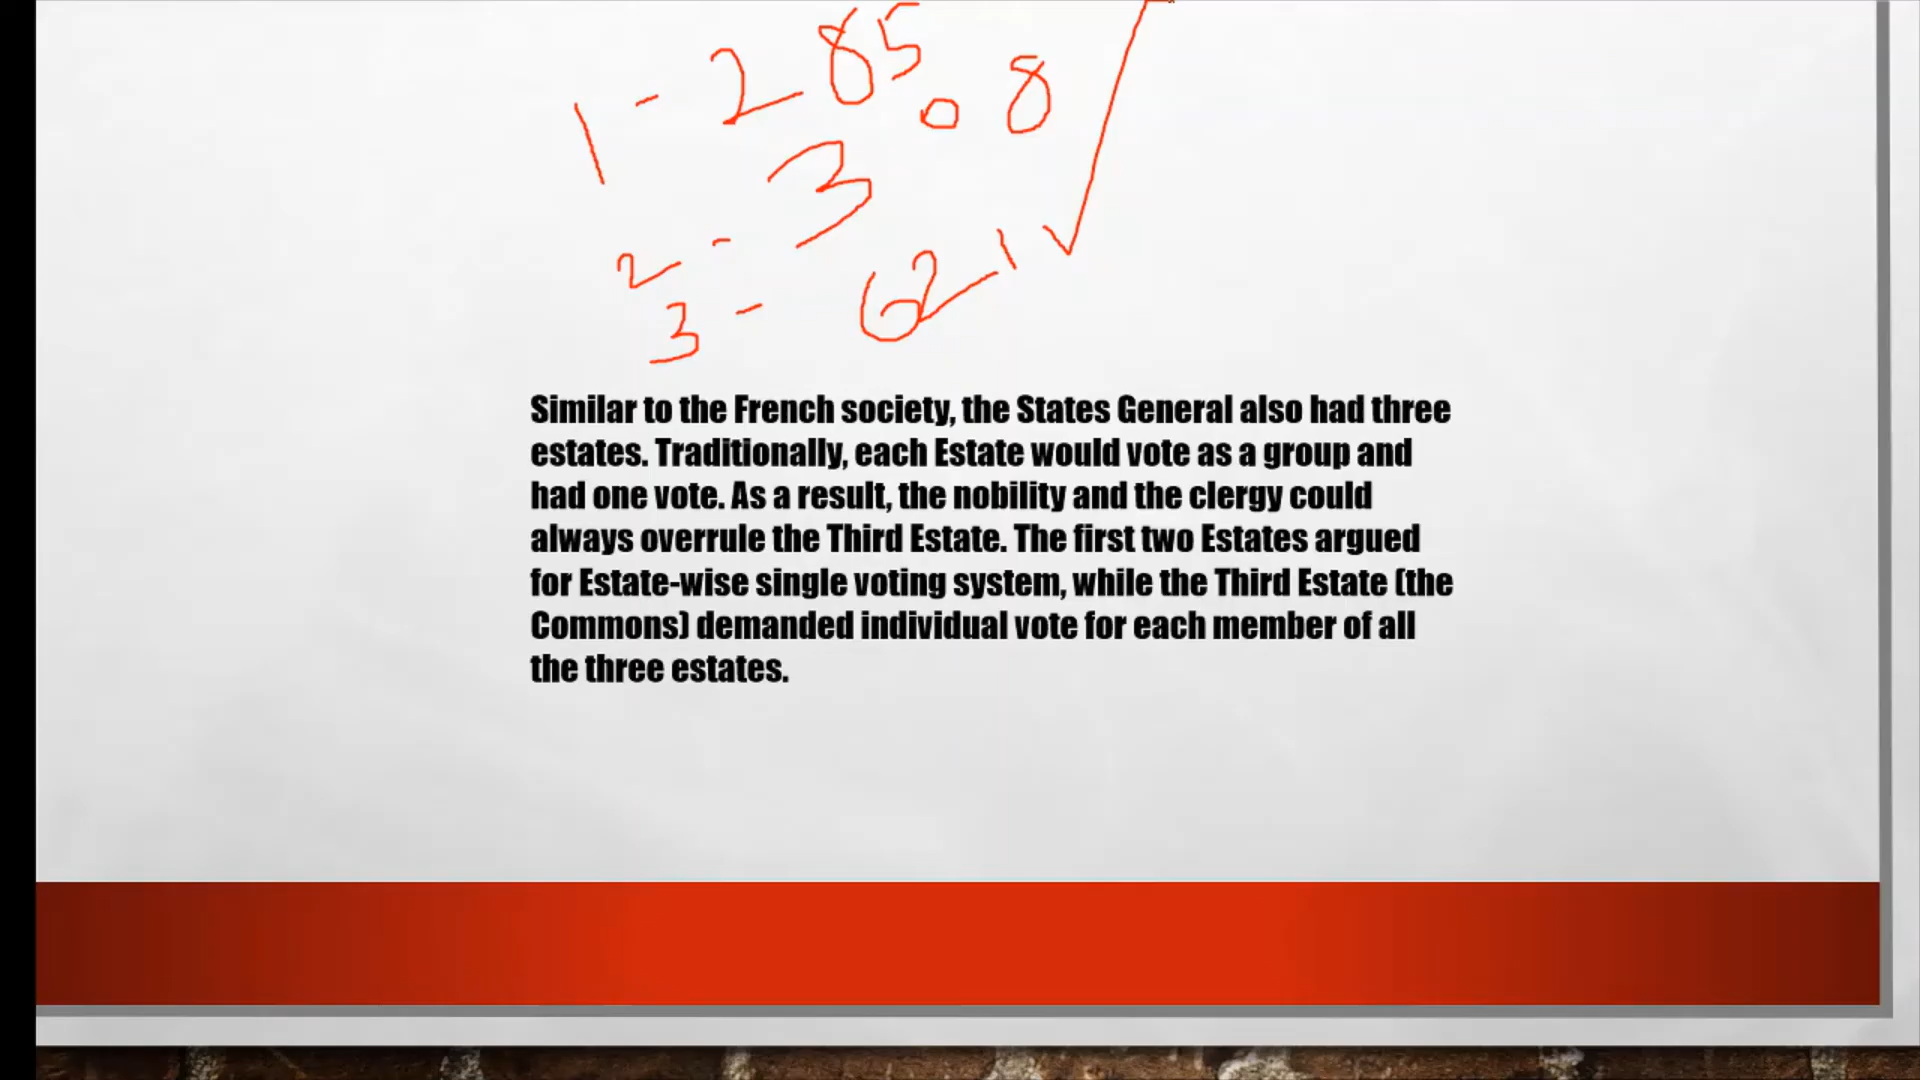 1 - 285
08
2 - 3
3 - 621
Similar to the French society, the States General also had three
estates. Traditionally, each Estate would vote as a group and
had one vote. As a result, the nobility and the clergy could
always overrule the Third Estate. The first two Estates argued
for Estate-wise single voting system, while the Third Estate (the
Commons) demanded individual vote for each member of all
the three estates.